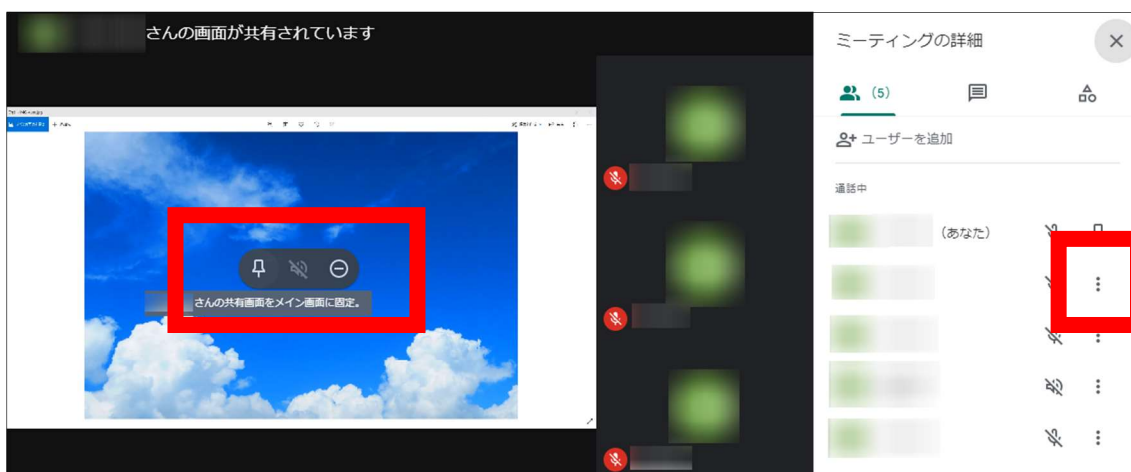 さんの画面が共有されています
さんの共有画面をメイン画面に固定。
ミーティングの詳細
(5)
ユーザーを追加
通話中
(あなた)